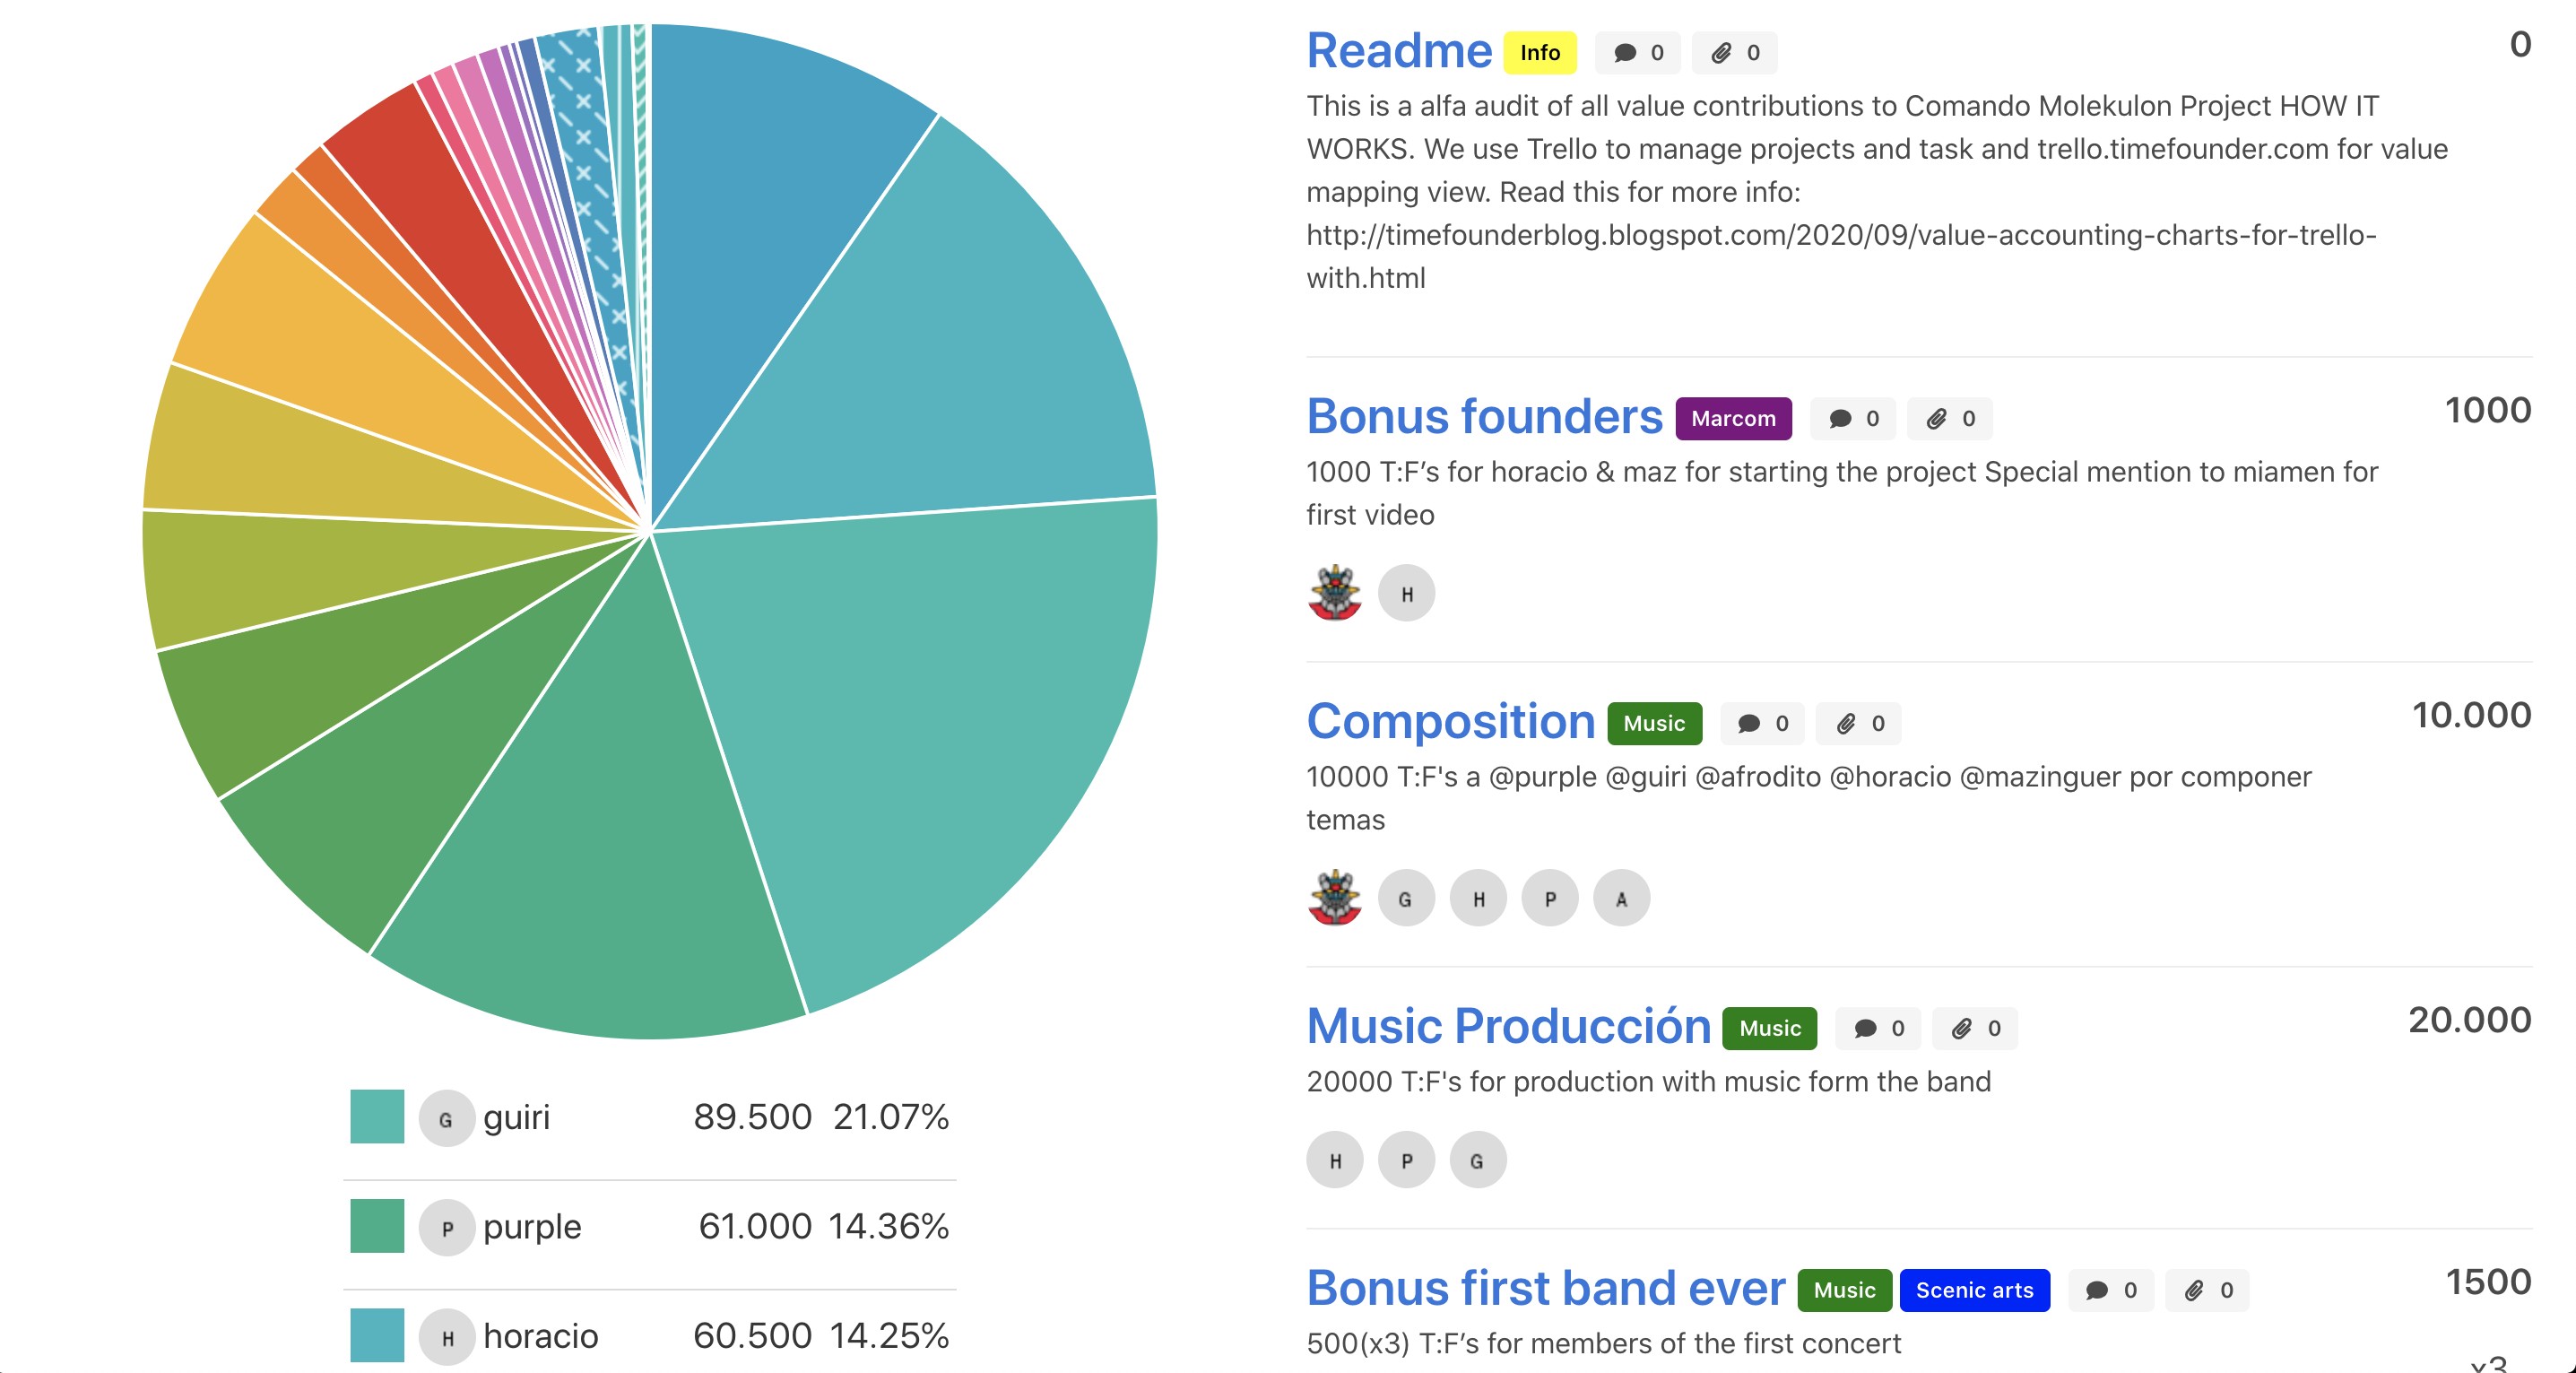 G guiri 89.500 21.07%
P purple 61.000 14.36%
H horacio 60.500 14.25%
Readme Info 0 0 0
This is a alfa audit of all value contributions to Comando Molekulon Project HOW IT
WORKS. We use Trello to manage projects and task and trello.timefounder.com for value
mapping view. Read this for more info:
http://timefounderblog.blogspot.com/2020/09/value-accounting-charts-for-trello-
with.html
Bonus founders Marcom 0 0 1000
1000 T:F’s for horacio & maz for starting the project Special mention to miamen for
first video
H
Composition Music 0 0 10.000
10000 T:F's a @purple @guiri @afrodito @horacio @mazinguer por componer
temas
G H P A
Music Producción Music 0 0 20.000
20000 T:F's for production with music form the band
H P G
Bonus first band ever Music Scenic arts 0 0 1500
500(x3) T:F’s for members of the first concert
x3